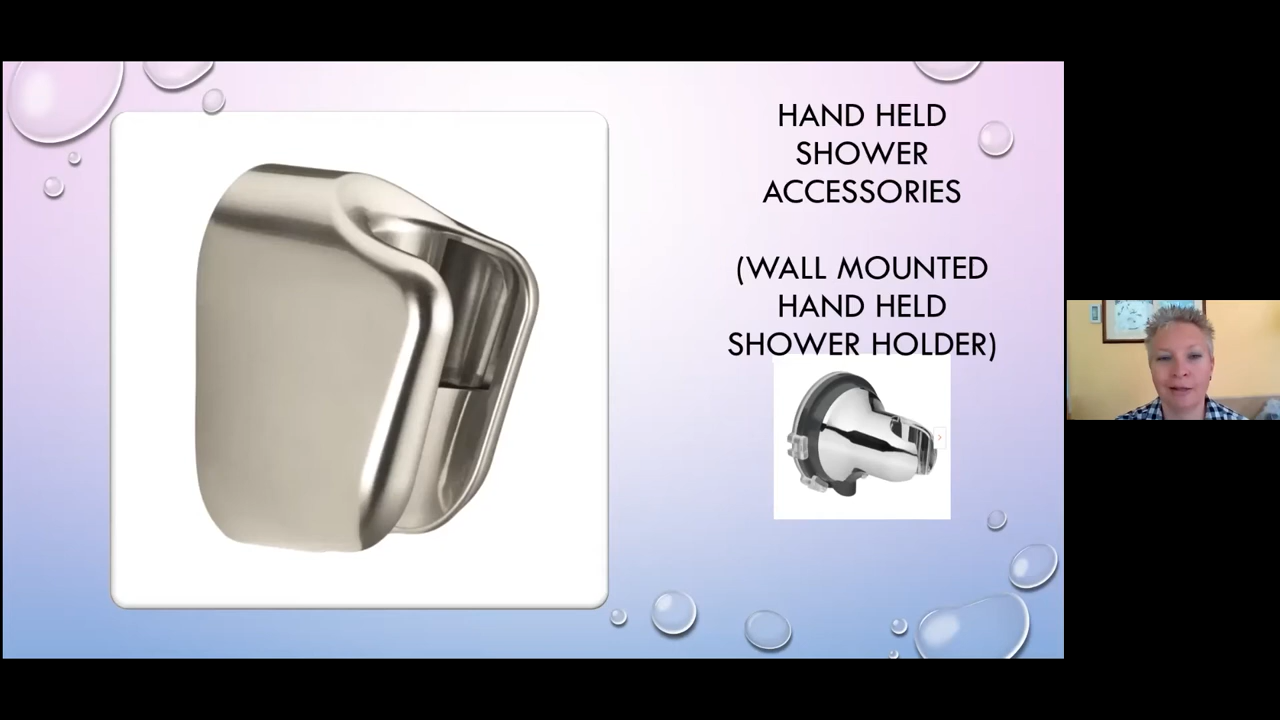 HAND HELD
SHOWER
ACCESSORIES
(WALL MOUNTED
HAND HELD
SHOWER HOLDER)